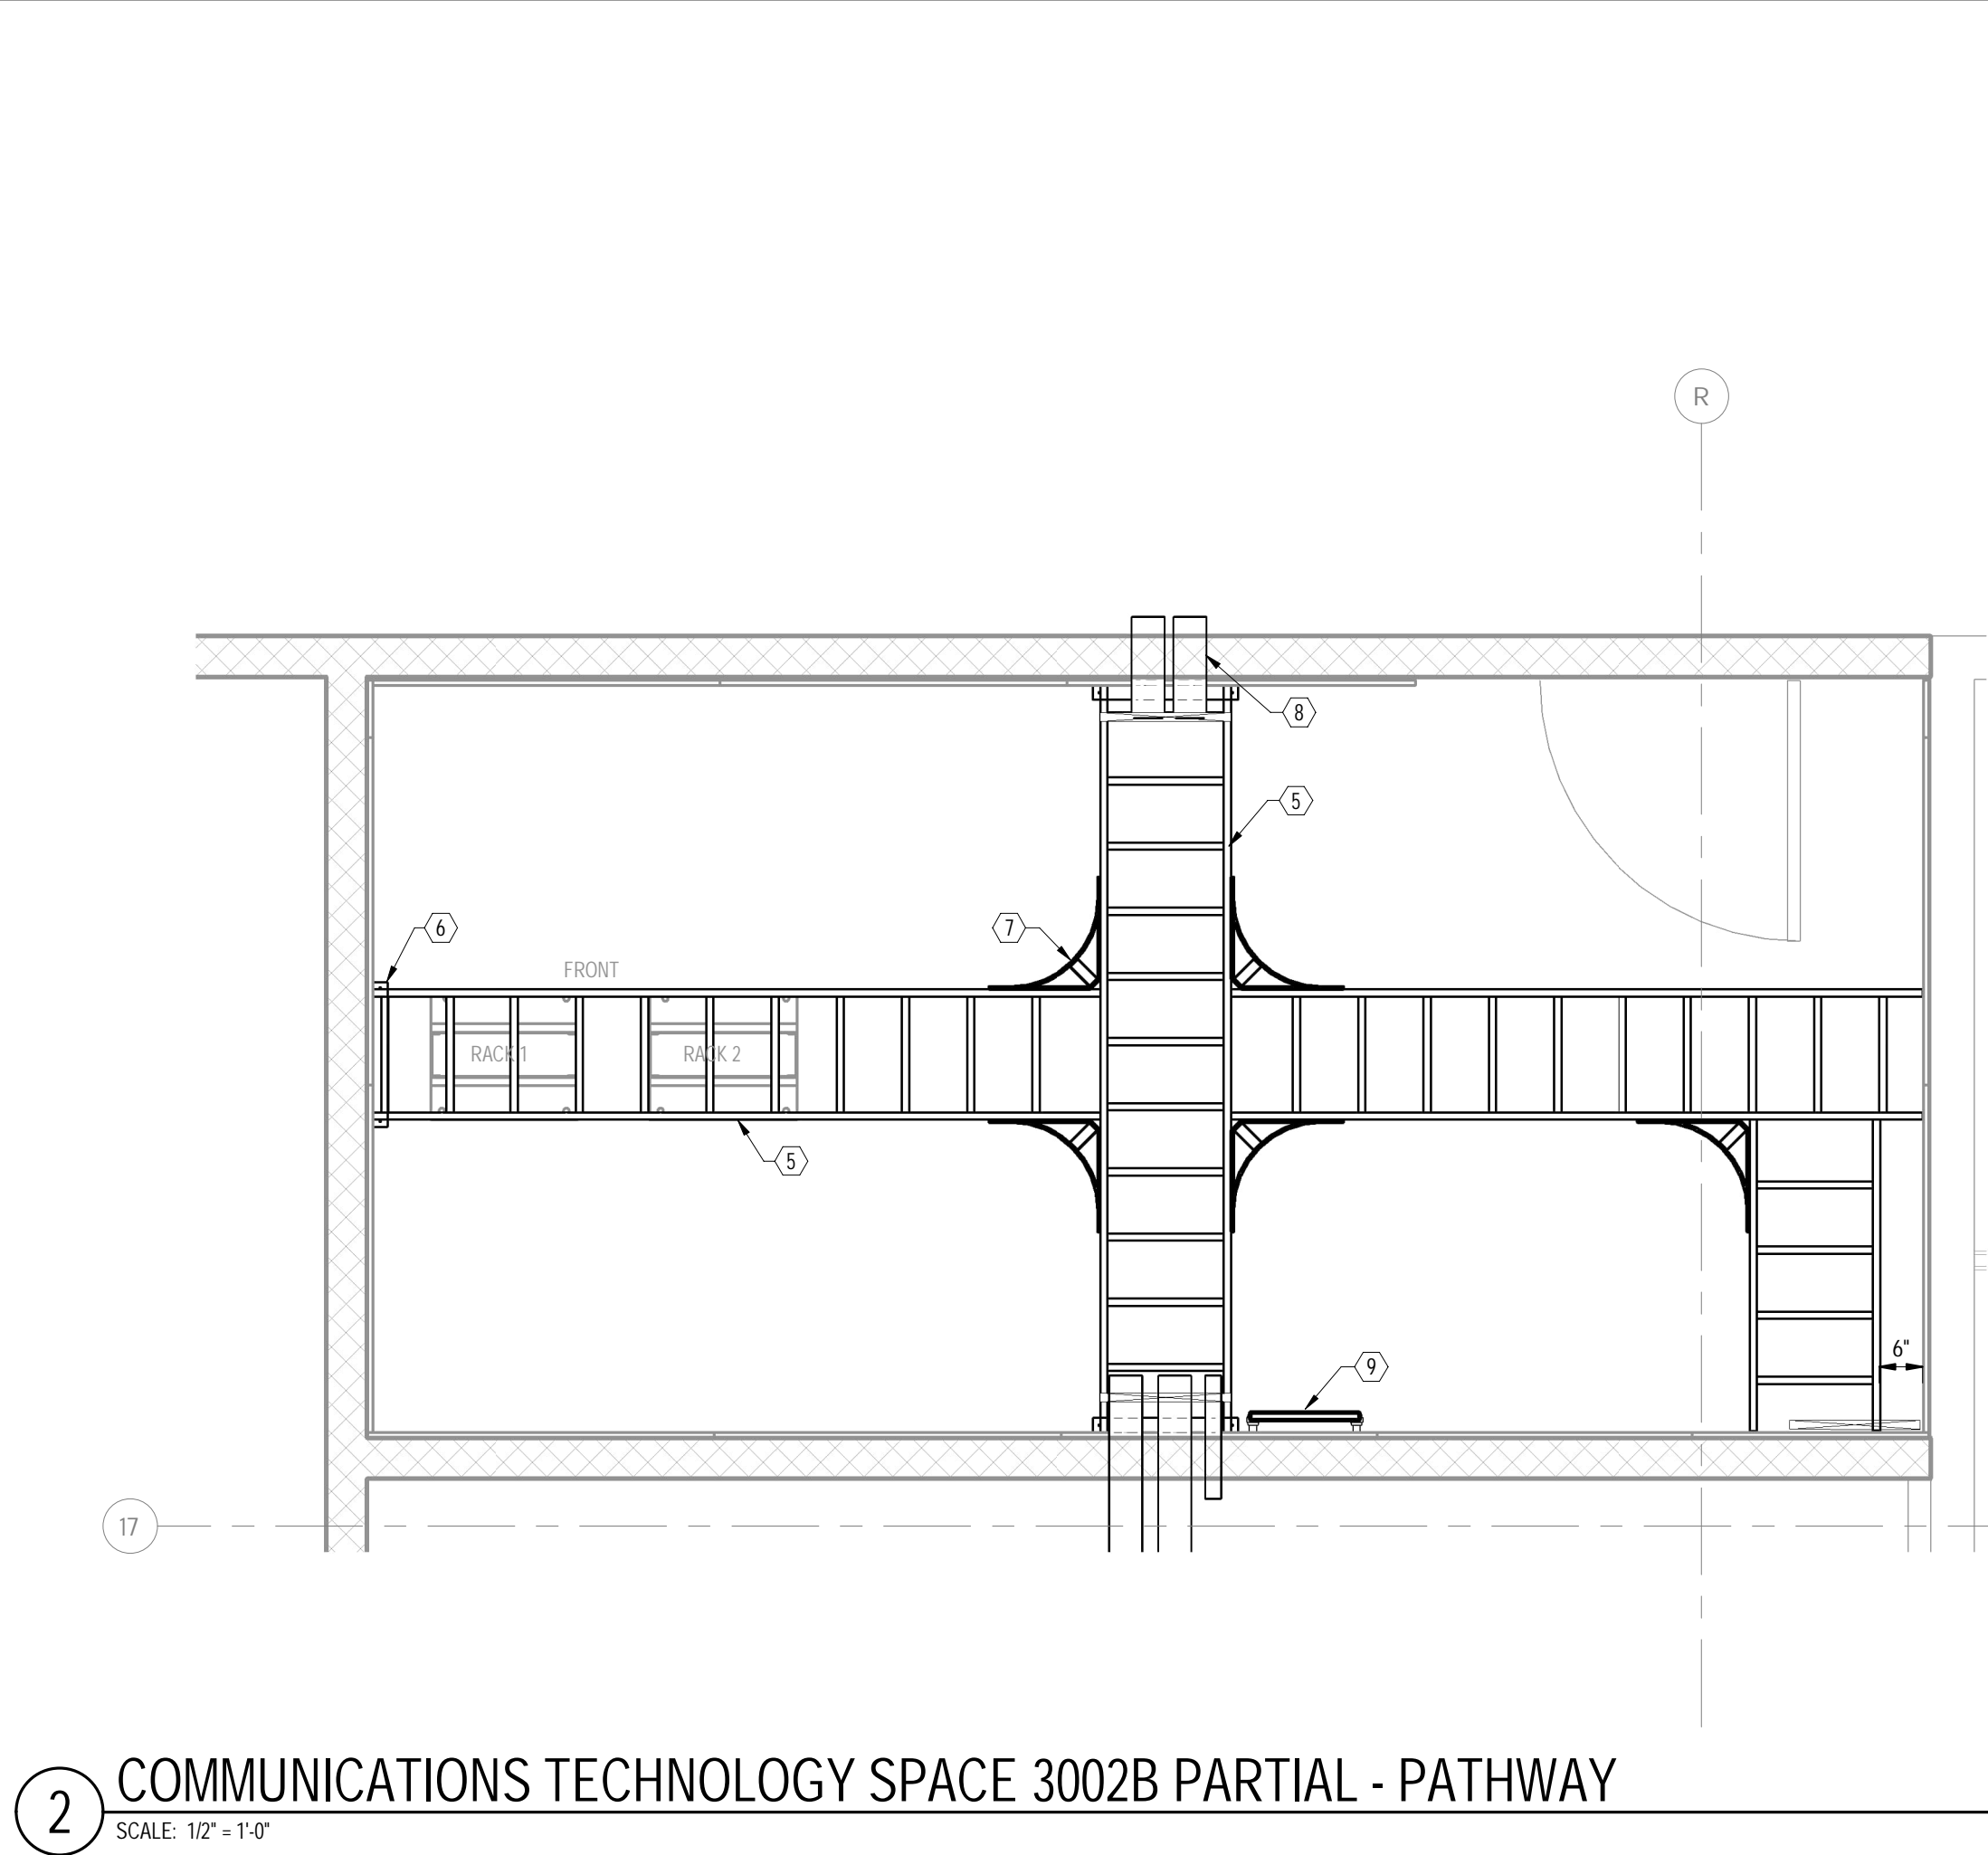 R
8
5
6
7
FRONT
RACK 1
RACK 2
5
6"
9
17
2
COMMUNICATIONS TECHNOLOGY SPACE 3002B PARTIAL - PATHWAY
SCALE: 1/2" = 1'-0"